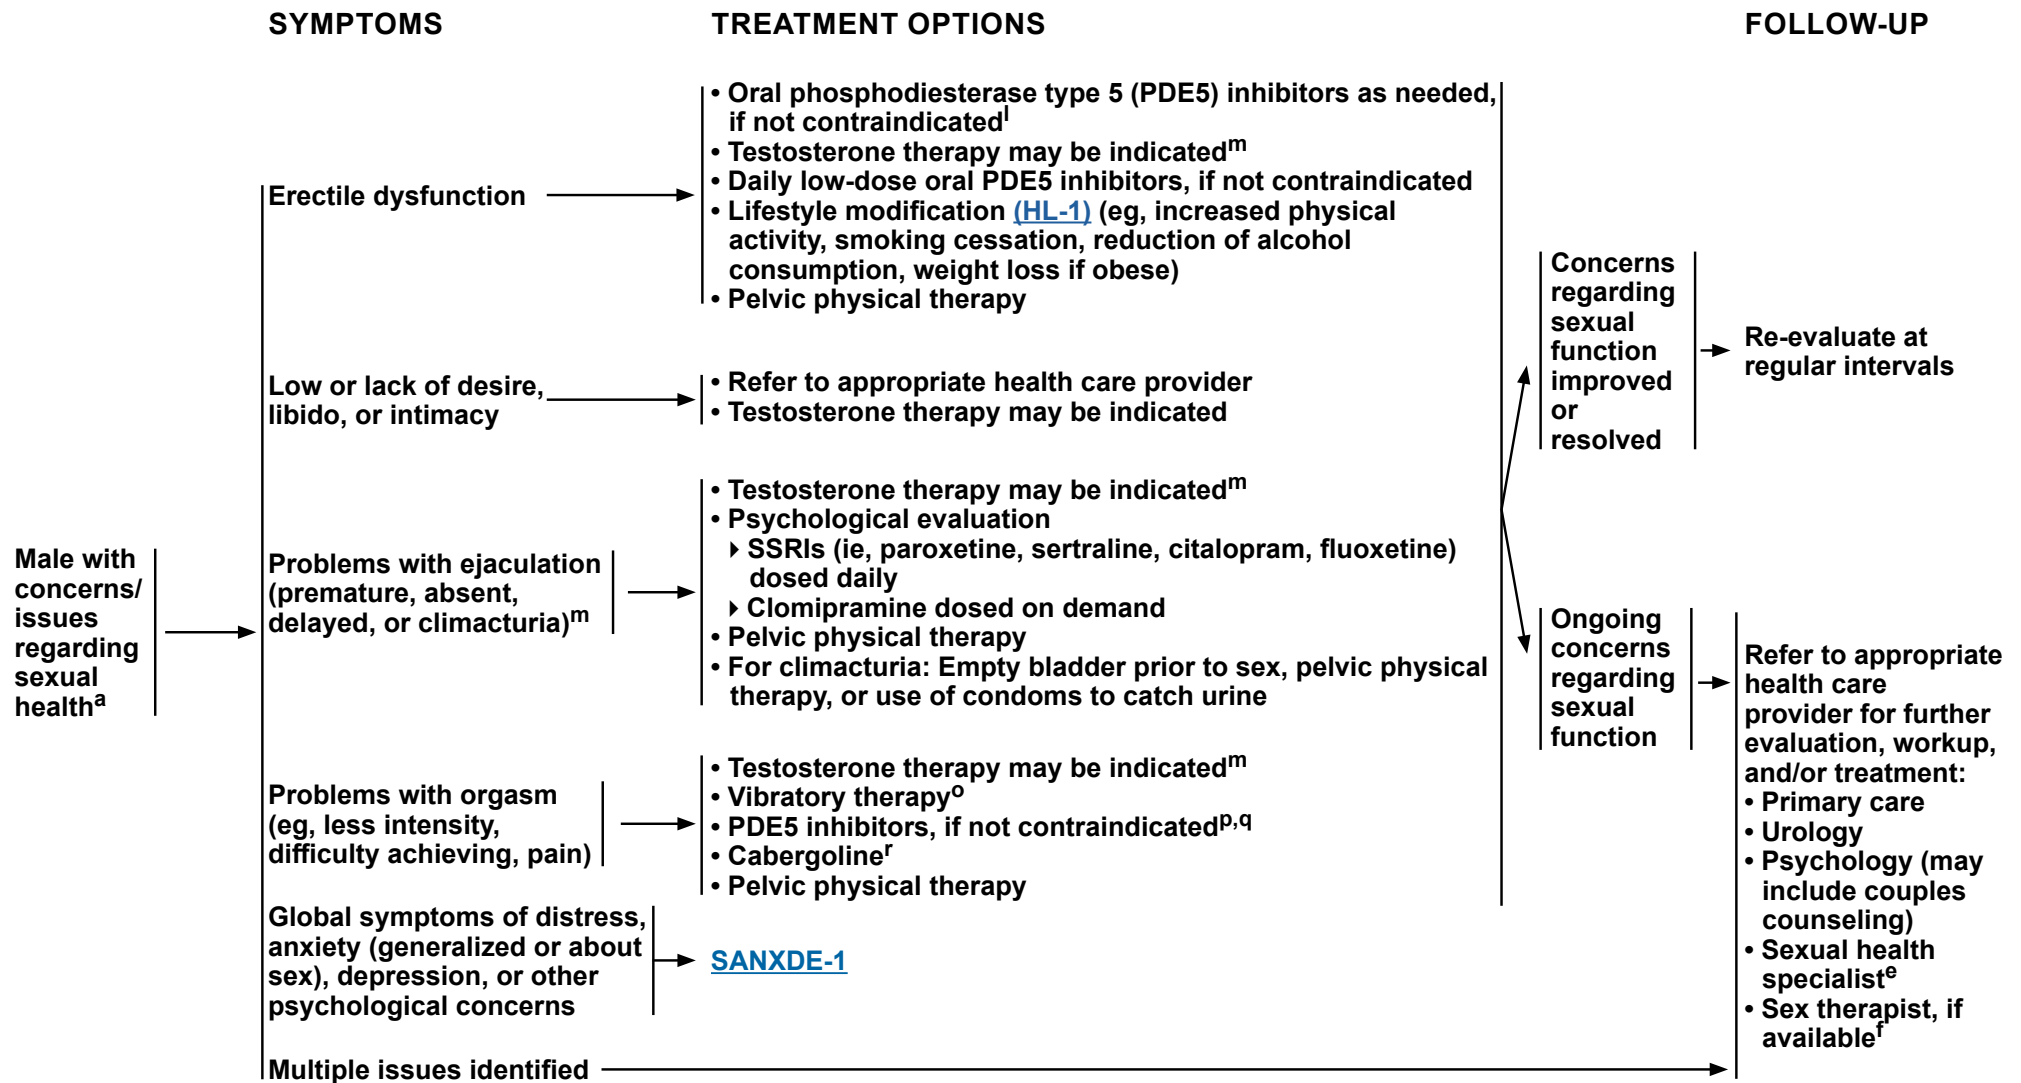 SYMPTOMS
TREATMENT OPTIONS
FOLLOW-UP
Male with
concerns/
issues
regarding
sexual
healthᵃ
Erectile dysfunction
• Oral phosphodiesterase type 5 (PDE5) inhibitors as needed,
if not contraindicatedˡ
• Testosterone therapy may be indicatedᵐ
• Daily low-dose oral PDE5 inhibitors, if not contraindicated
• Lifestyle modification (HL-1) (eg, increased physical
activity, smoking cessation, reduction of alcohol
consumption, weight loss if obese)
• Pelvic physical therapy
Low or lack of desire,
libido, or intimacy
• Refer to appropriate health care provider
• Testosterone therapy may be indicated
Problems with ejaculation
(premature, absent,
delayed, or climacturia)ᵐ
• Testosterone therapy may be indicatedᵐ
• Psychological evaluation
▸ SSRIs (ie, paroxetine, sertraline, citalopram, fluoxetine)
dosed daily
▸ Clomipramine dosed on demand
• Pelvic physical therapy
• For climacturia: Empty bladder prior to sex, pelvic physical
therapy, or use of condoms to catch urine
Problems with orgasm
(eg, less intensity,
difficulty achieving, pain)
• Testosterone therapy may be indicatedᵐ
• Vibratory therapyᵒ
• PDE5 inhibitors, if not contraindicatedᵖ,q
• Cabergolineʳ
• Pelvic physical therapy
Global symptoms of distress,
anxiety (generalized or about
sex), depression, or other
psychological concerns
SANXDE-1
Multiple issues identified
Concerns
regarding
sexual
function
improved
or
resolved
Re-evaluate at
regular intervals
Ongoing
concerns
regarding
sexual
function
Refer to appropriate
health care
provider for further
evaluation, workup,
and/or treatment:
• Primary care
• Urology
• Psychology (may
include couples
counseling)
• Sexual health
specialistᵉ
• Sex therapist, if
availableᶠ